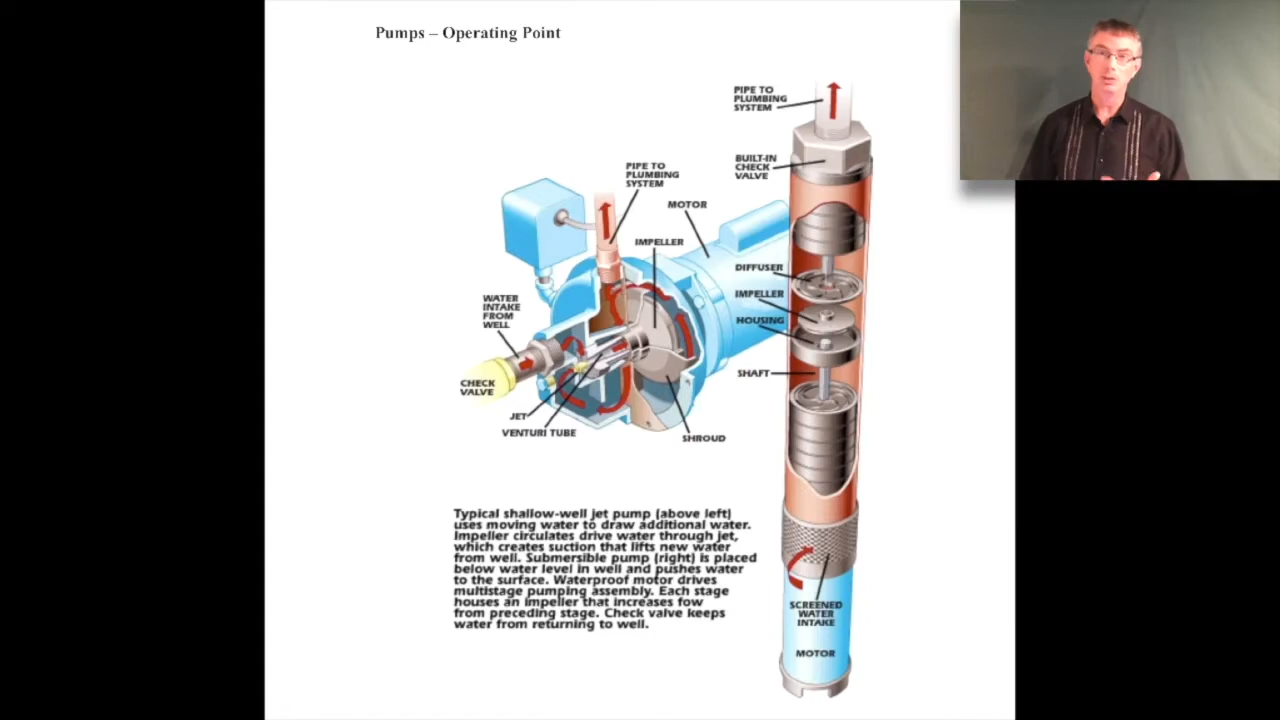 Pumps – Operating Point
PIPE TO
PLUMBING
SYSTEM
BUILT-IN
CHECK
VALVE
PIPE TO
PLUMBING
SYSTEM
MOTOR
IMPELLER
DIFFUSER
IMPELLER
HOUSING
WATER
INTAKE
FROM
WELL
SHAFT
CHECK
VALVE
JET
VENTURI TUBE
SHROUD
Typical shallow-well jet pump (above left)
uses moving water to draw additional water.
Impeller circulates drive water through jet,
which creates suction that lifts new water
from well. Submersible pump (right) is placed
below water level in well and pushes water
to the surface. Waterproof motor drives
multistage pumping assembly. Each stage
houses an impeller that increases fow
from preceding stage. Check valve keeps
water from returning to well.
SCREENED
WATER
INTAKE
MOTOR